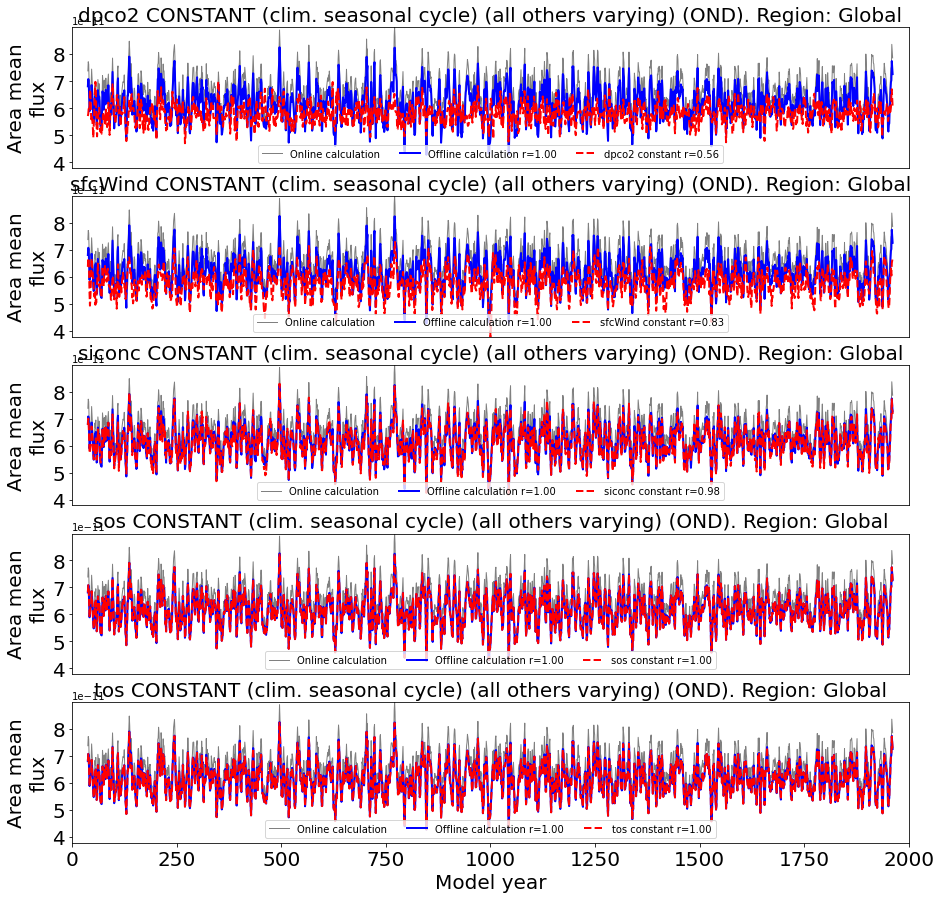 dpco2 CONSTANT (clim. seasonal cycle) (all others varying) (OND). Region: Global
1e−11
Area mean
flux
8
7
6
5
4
Online calculation
Offline calculation r=1.00
dpco2 constant r=0.56
sfcWind CONSTANT (clim. seasonal cycle) (all others varying) (OND). Region: Global
1e−11
Area mean
flux
8
7
6
5
4
Online calculation
Offline calculation r=1.00
sfcWind constant r=0.83
siconc CONSTANT (clim. seasonal cycle) (all others varying) (OND). Region: Global
1e−11
Area mean
flux
8
7
6
5
4
Online calculation
Offline calculation r=1.00
siconc constant r=0.98
sos CONSTANT (clim. seasonal cycle) (all others varying) (OND). Region: Global
1e−11
Area mean
flux
8
7
6
5
4
Online calculation
Offline calculation r=1.00
sos constant r=1.00
tos CONSTANT (clim. seasonal cycle) (all others varying) (OND). Region: Global
1e−11
Area mean
flux
8
7
6
5
4
Online calculation
Offline calculation r=1.00
tos constant r=1.00
0
250
500
750
1000
1250
1500
1750
2000
Model year